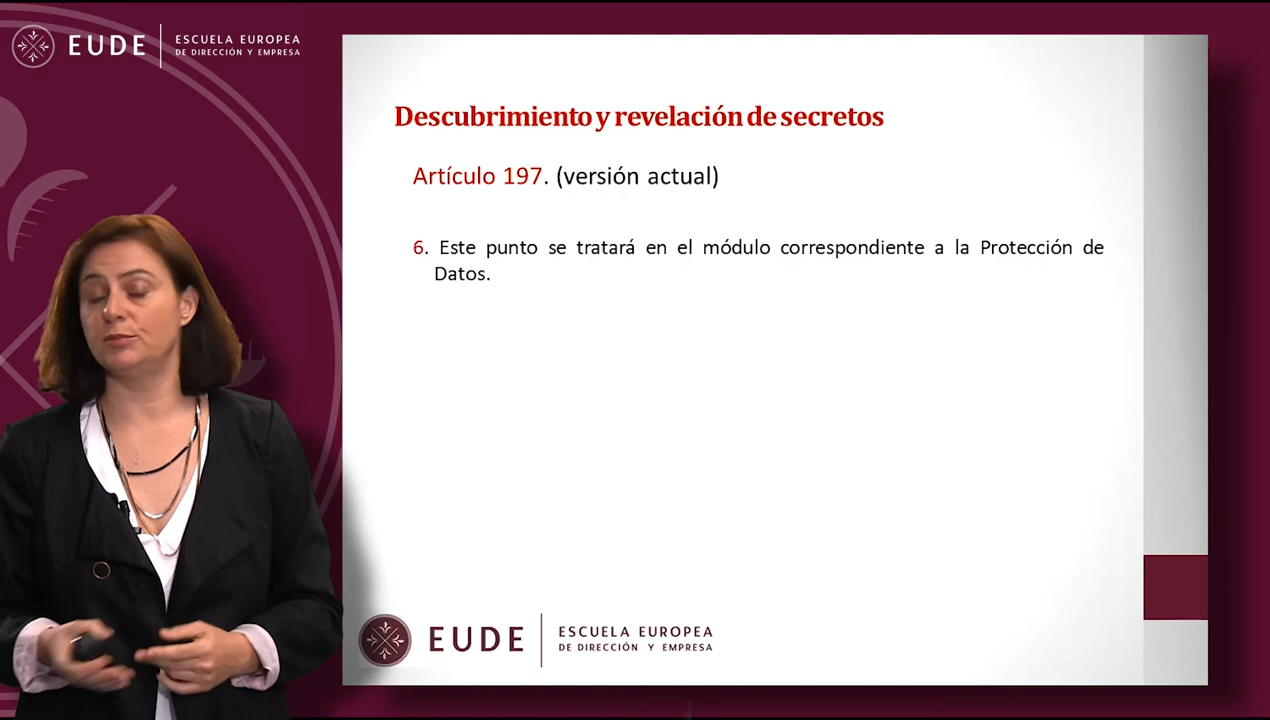 EUDE
ESCUELA EUROPEA
DE DIRECCIÓN Y EMPRESA
Descubrimiento y revelación de secretos
Artículo 197. (versión actual)
6. Este punto se tratará en el módulo correspondiente a la Protección de
Datos.
EUDE
ESCUELA EUROPEA
DE DIRECCIÓN Y EMPRESA